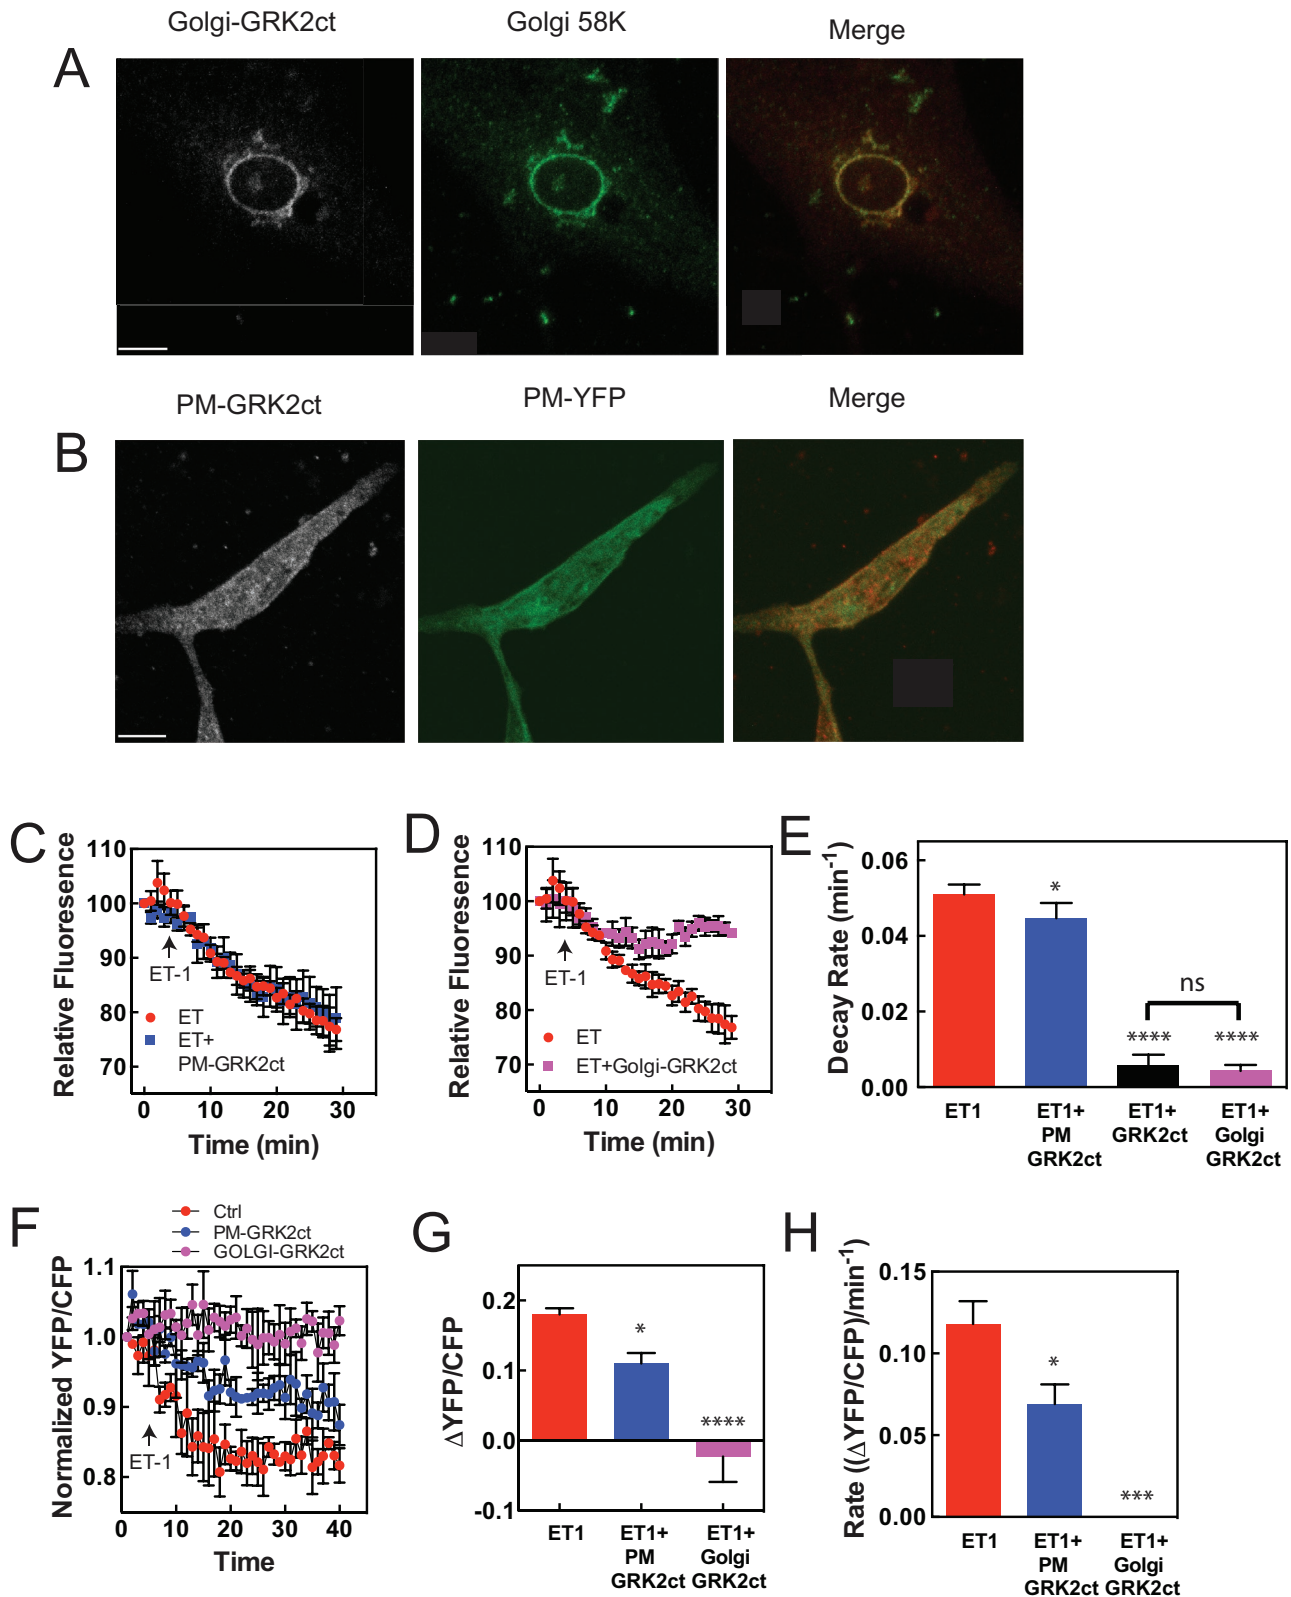 Golgi-GRK2ct
Golgi 58K
Merge
A
PM-GRK2ct
PM-YFP
Merge
B
C
Relative Fluoresence
110
100
90
80
70
ET-1
ET
ET+
PM-GRK2ct
0
10
20
30
Time (min)
D
Relative Fluoresence
110
100
90
80
70
ET-1
ET
ET+Golgi-GRK2ct
0
10
20
30
Time (min)
E
Decay Rate (min-1)
0.06
0.04
0.02
0.00
*
****
ns
****
ET1
ET1+
PM
GRK2ct
ET1+
GRK2ct
ET1+
Golgi
GRK2ct
F
Ctrl
PM-GRK2ct
GOLGI-GRK2ct
Normalized YFP/CFP
1.1
1.0
0.9
0.8
ET-1
0
10
20
30
40
Time
G
ΔYFP/CFP
0.2
0.1
0.0
-0.1
*
****
ET1
ET1+
PM
GRK2ct
ET1+
Golgi
GRK2ct
H
Rate ((ΔYFP/CFP)/min-1)
0.15
0.10
0.05
0.00
*
***
ET1
ET1+
PM
GRK2ct
ET1+
Golgi
GRK2ct